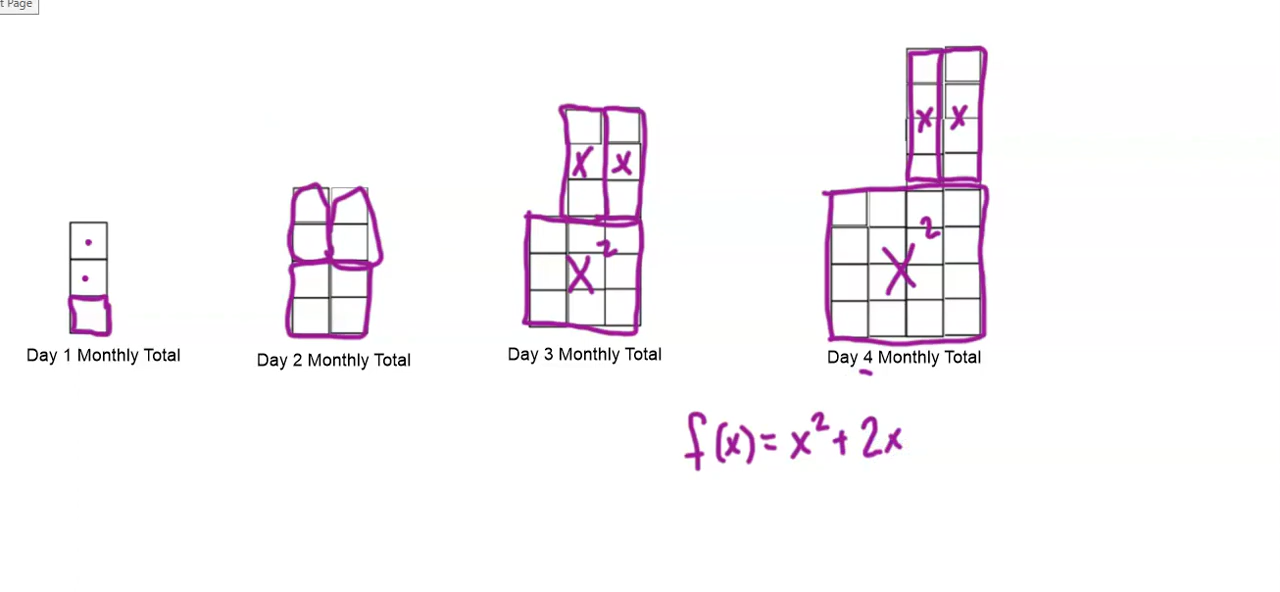 t Page
x x
x x
x²
x²
Day 1 Monthly Total
Day 2 Monthly Total
Day 3 Monthly Total
Day 4 Monthly Total
f(x) = x² + 2x